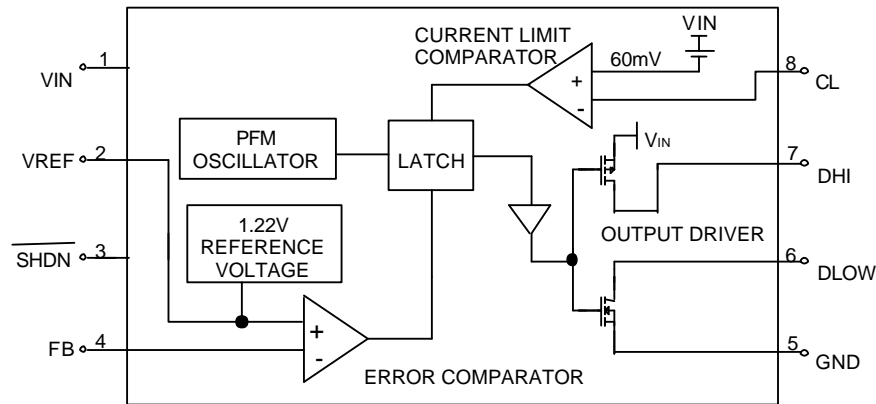 VIN
1
VREF
2
SHDN
3
FB
4
PFM
OSCILLATOR
1.22V
REFERENCE
VOLTAGE
+
-
ERROR COMPARATOR
LATCH
CURRENT LIMIT
COMPARATOR
+
-
60mV
VIN
VIN
OUTPUT DRIVER
8
CL
7
DHI
6
DLOW
5
GND